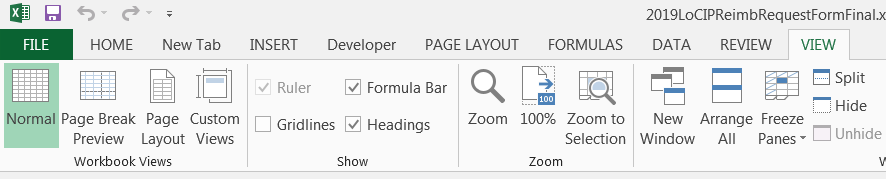 2019LoCIPReimbRequestFormFinal.x
FILE HOME New Tab INSERT Developer PAGE LAYOUT FORMULAS DATA REVIEW VIEW
Normal Page Break Preview Page Layout Custom Views
Workbook Views
Ruler Formula Bar
Gridlines Headings
Show
Zoom 100% Zoom to Selection
100
Zoom
New Window Arrange All Freeze Panes
Split
Hide
Unhide
W